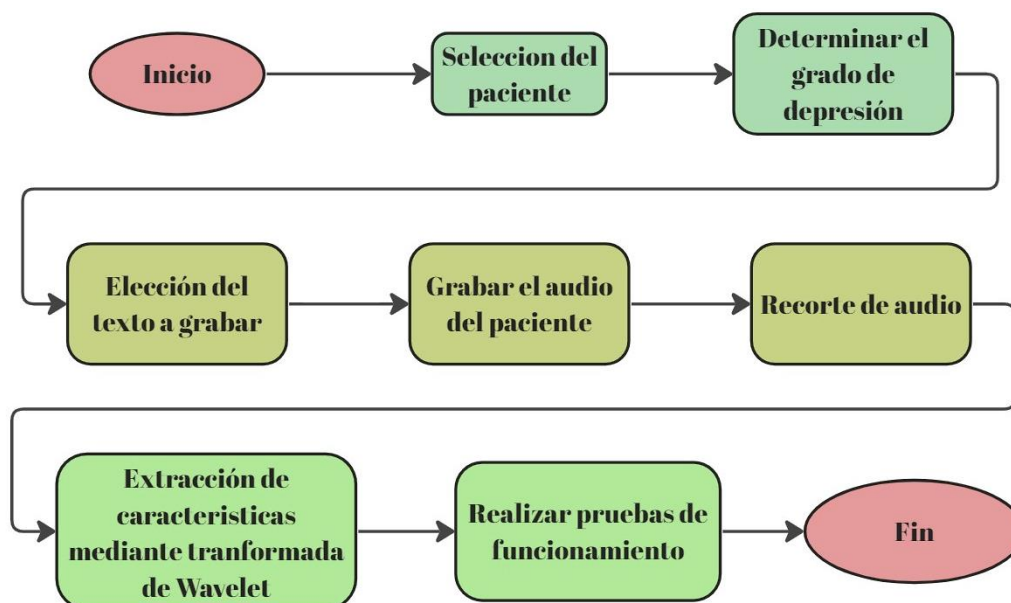 Inicio
Seleccion del
paciente
Determinar el
grado de
depresión
Elección del
texto a grabar
Grabar el audio
del paciente
Recorte de audio
Extracción de
caracteristicas
mediante tranformada
de Wavelet
Realizar pruebas de
funcionamiento
Fin